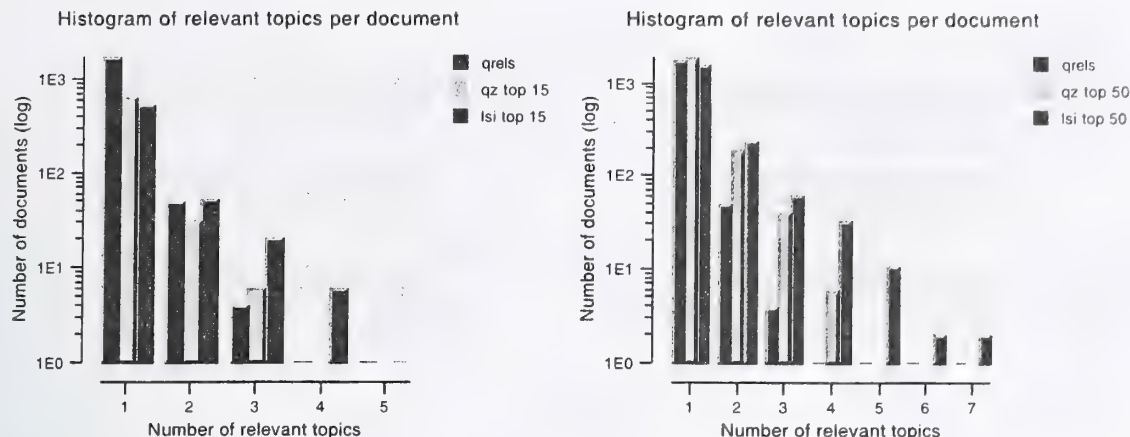 Histogram of relevant topics per document
qrels
qz top 15
lsi top 15
Number of documents (log)
1E3
1E2
1E1
1E0
1 2 3 4 5
Number of relevant topics
Histogram of relevant topics per document
qrels
qz top 50
lsi top 50
Number of documents (log)
1E3
1E2
1E1
1E0
1 2 3 4 5 6 7
Number of relevant topics